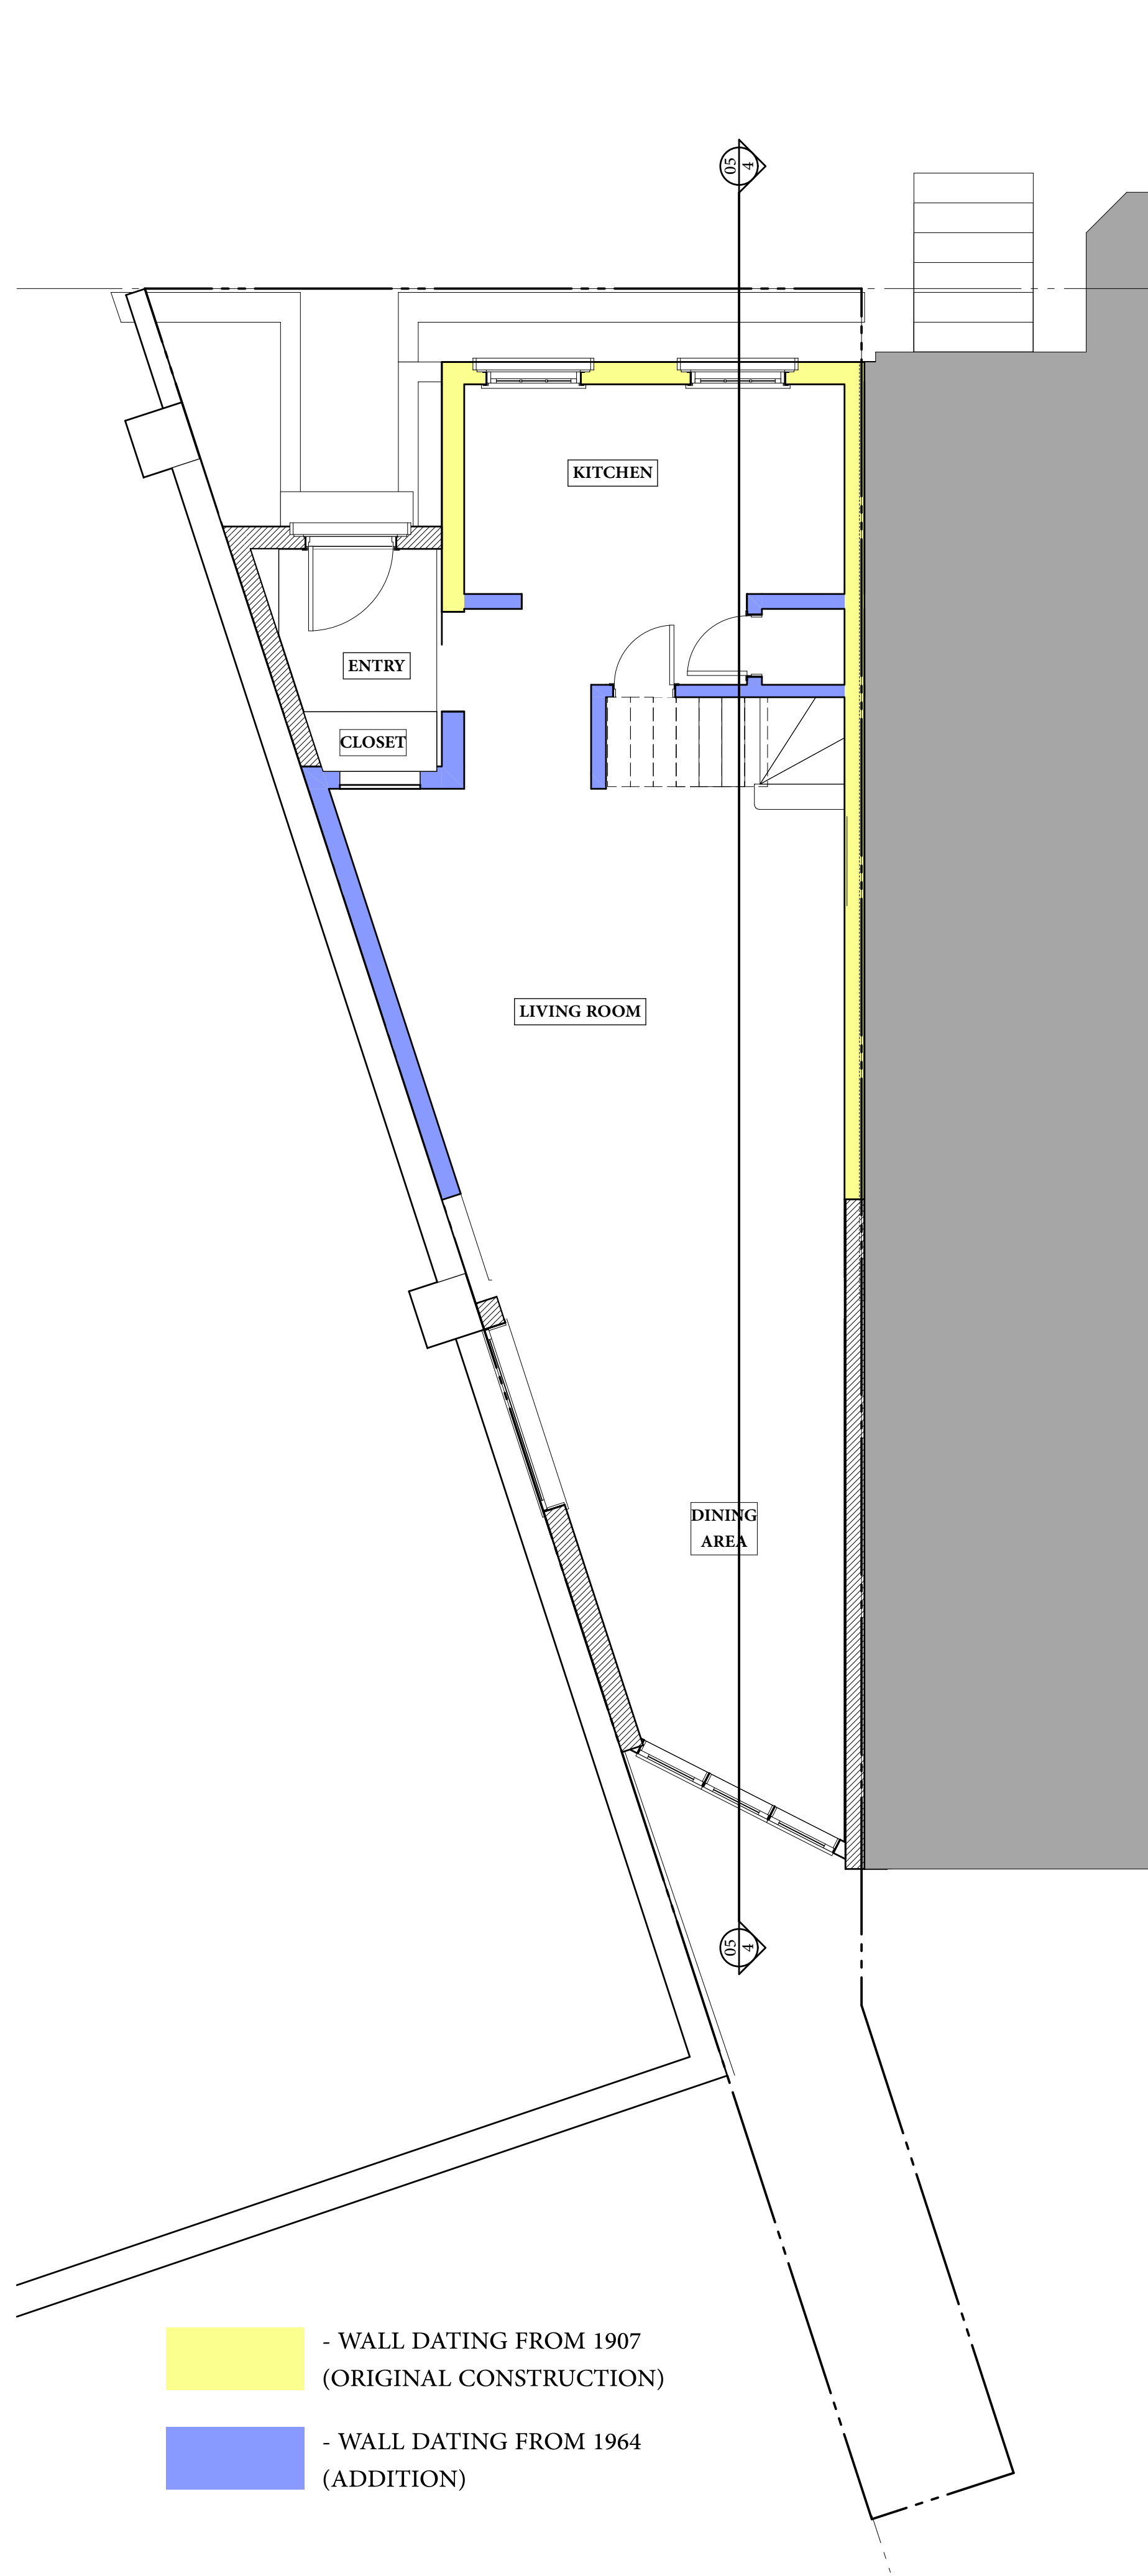 05
4
KITCHEN
ENTRY
CLOSET
LIVING ROOM
DINING
AREA
05
4
- WALL DATING FROM 1907
(ORIGINAL CONSTRUCTION)
- WALL DATING FROM 1964
(ADDITION)